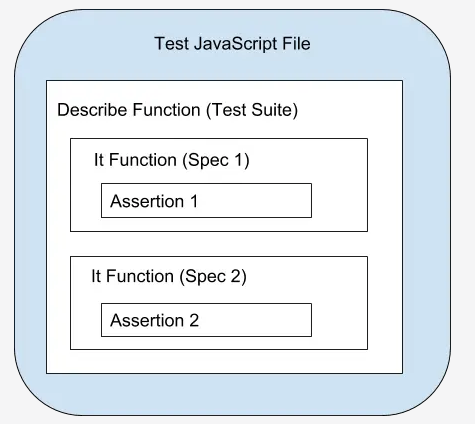 Test JavaScript File
Describe Function (Test Suite)
It Function (Spec 1)
Assertion 1
It Function (Spec 2)
Assertion 2